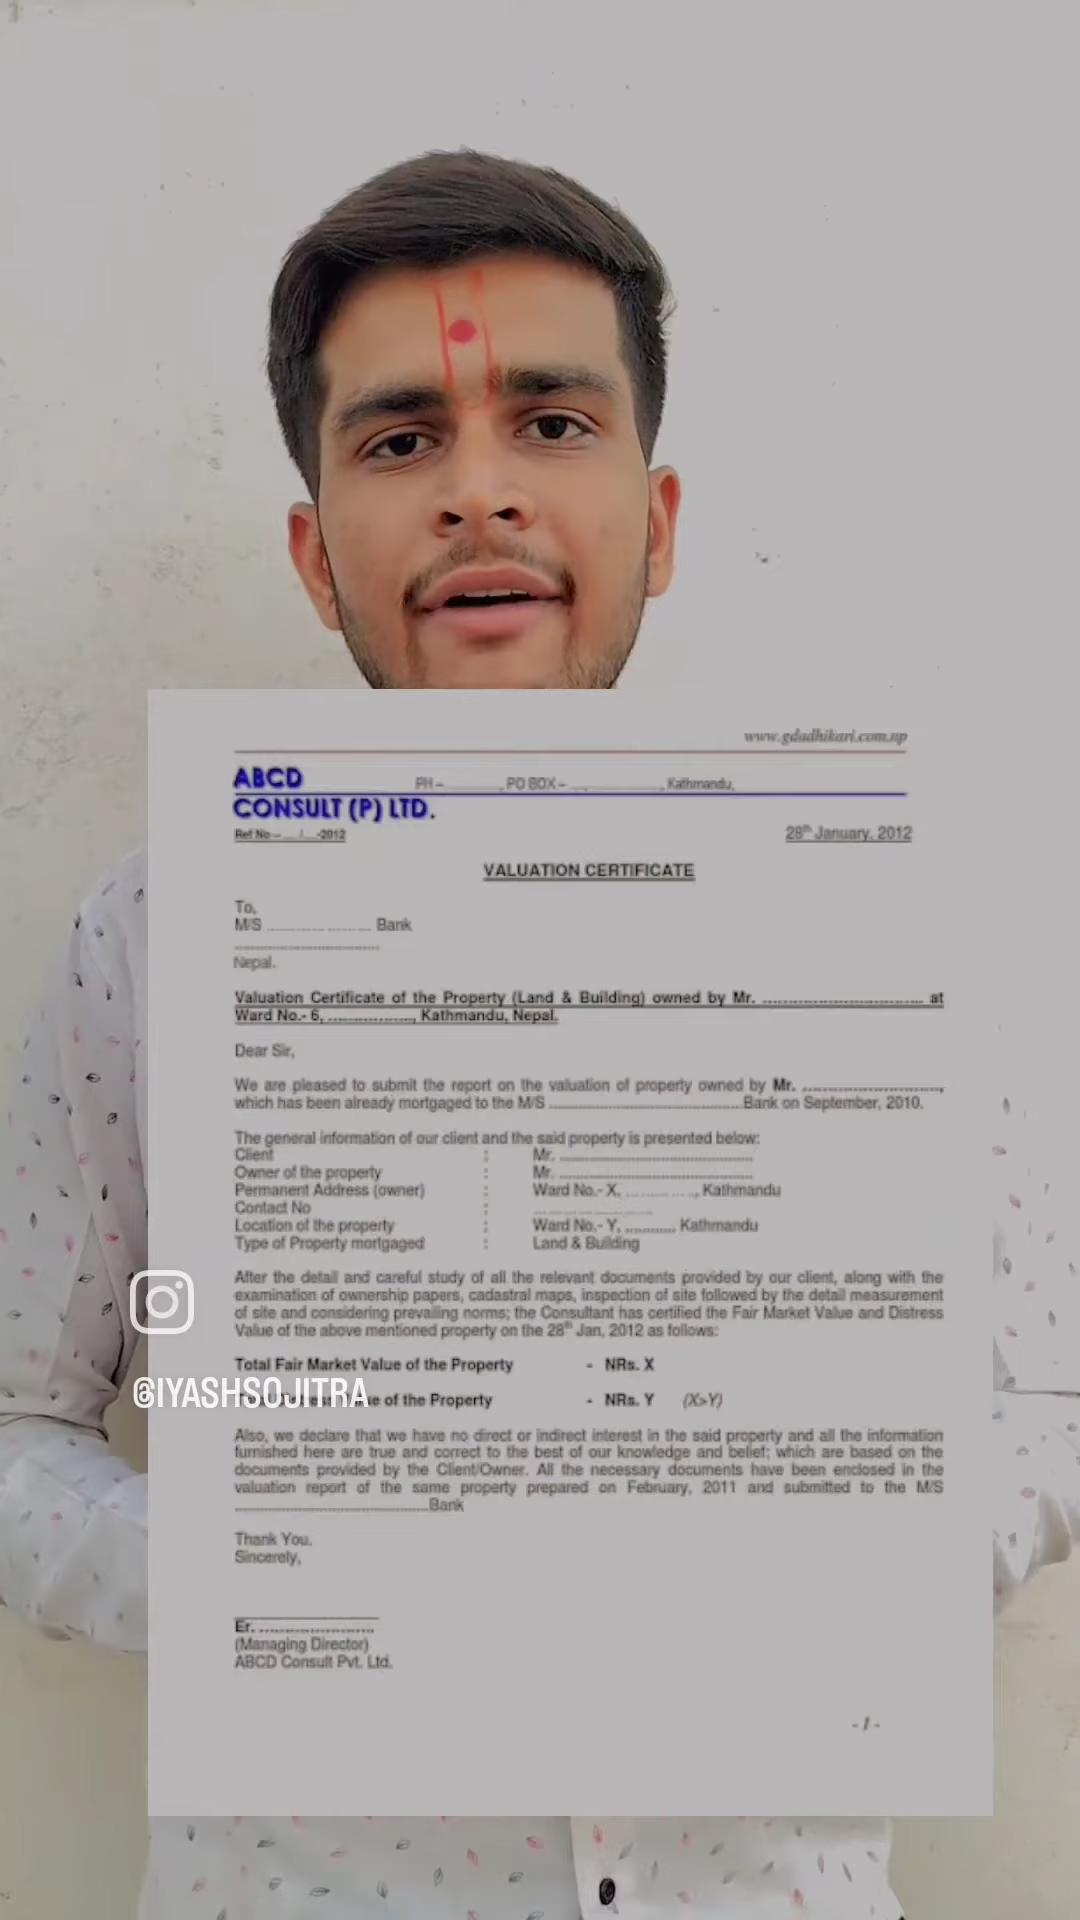 www.gdadhikari.com.np
ABCD
PH – ............, PO BOX – ..., ..................., Kathmandu,
CONSULT (P) LTD.
Ref No – ... /... -2012
28th January, 2012
VALUATION CERTIFICATE
To,
M/S .............. ........... Bank
....................................
Nepal.
Valuation Certificate of the Property (Land & Building) owned by Mr. ................................. at
Ward No.- 6, .................., Kathmandu, Nepal.
Dear Sir,
We are pleased to submit the report on the valuation of property owned by Mr. ................................,
which has been already mortgaged to the M/S ..............................................Bank on September, 2010.
The general information of our client and the said property is presented below:
Client : Mr. ................................................
Owner of the property : Mr. ................................................
Permanent Address (owner) : Ward No.- X, ... ... ... ..., Kathmandu
Contact No : ... ... ... ... ... ... ...
Location of the property : Ward No.- Y, ............ Kathmandu
Type of Property mortgaged : Land & Building
After the detail and careful study of all the relevant documents provided by our client, along with the
examination of ownership papers, cadastral maps, inspection of site followed by the detail measurement
of site and considering prevailing norms; the Consultant has certified the Fair Market Value and Distress
Value of the above mentioned property on the 28th Jan, 2012 as follows:
Total Fair Market Value of the Property - NRs. X
@IYASHSOJITRA
of the Property - NRs. Y (X>Y)
Also, we declare that we have no direct or indirect interest in the said property and all the information
furnished here are true and correct to the best of our knowledge and belief; which are based on the
documents provided by the Client/Owner. All the necessary documents have been enclosed in the
valuation report of the same property prepared on February, 2011 and submitted to the M/S
................................................Bank
Thank You.
Sincerely,
Er. ............................
(Managing Director)
ABCD Consult Pvt. Ltd.
- 1 -